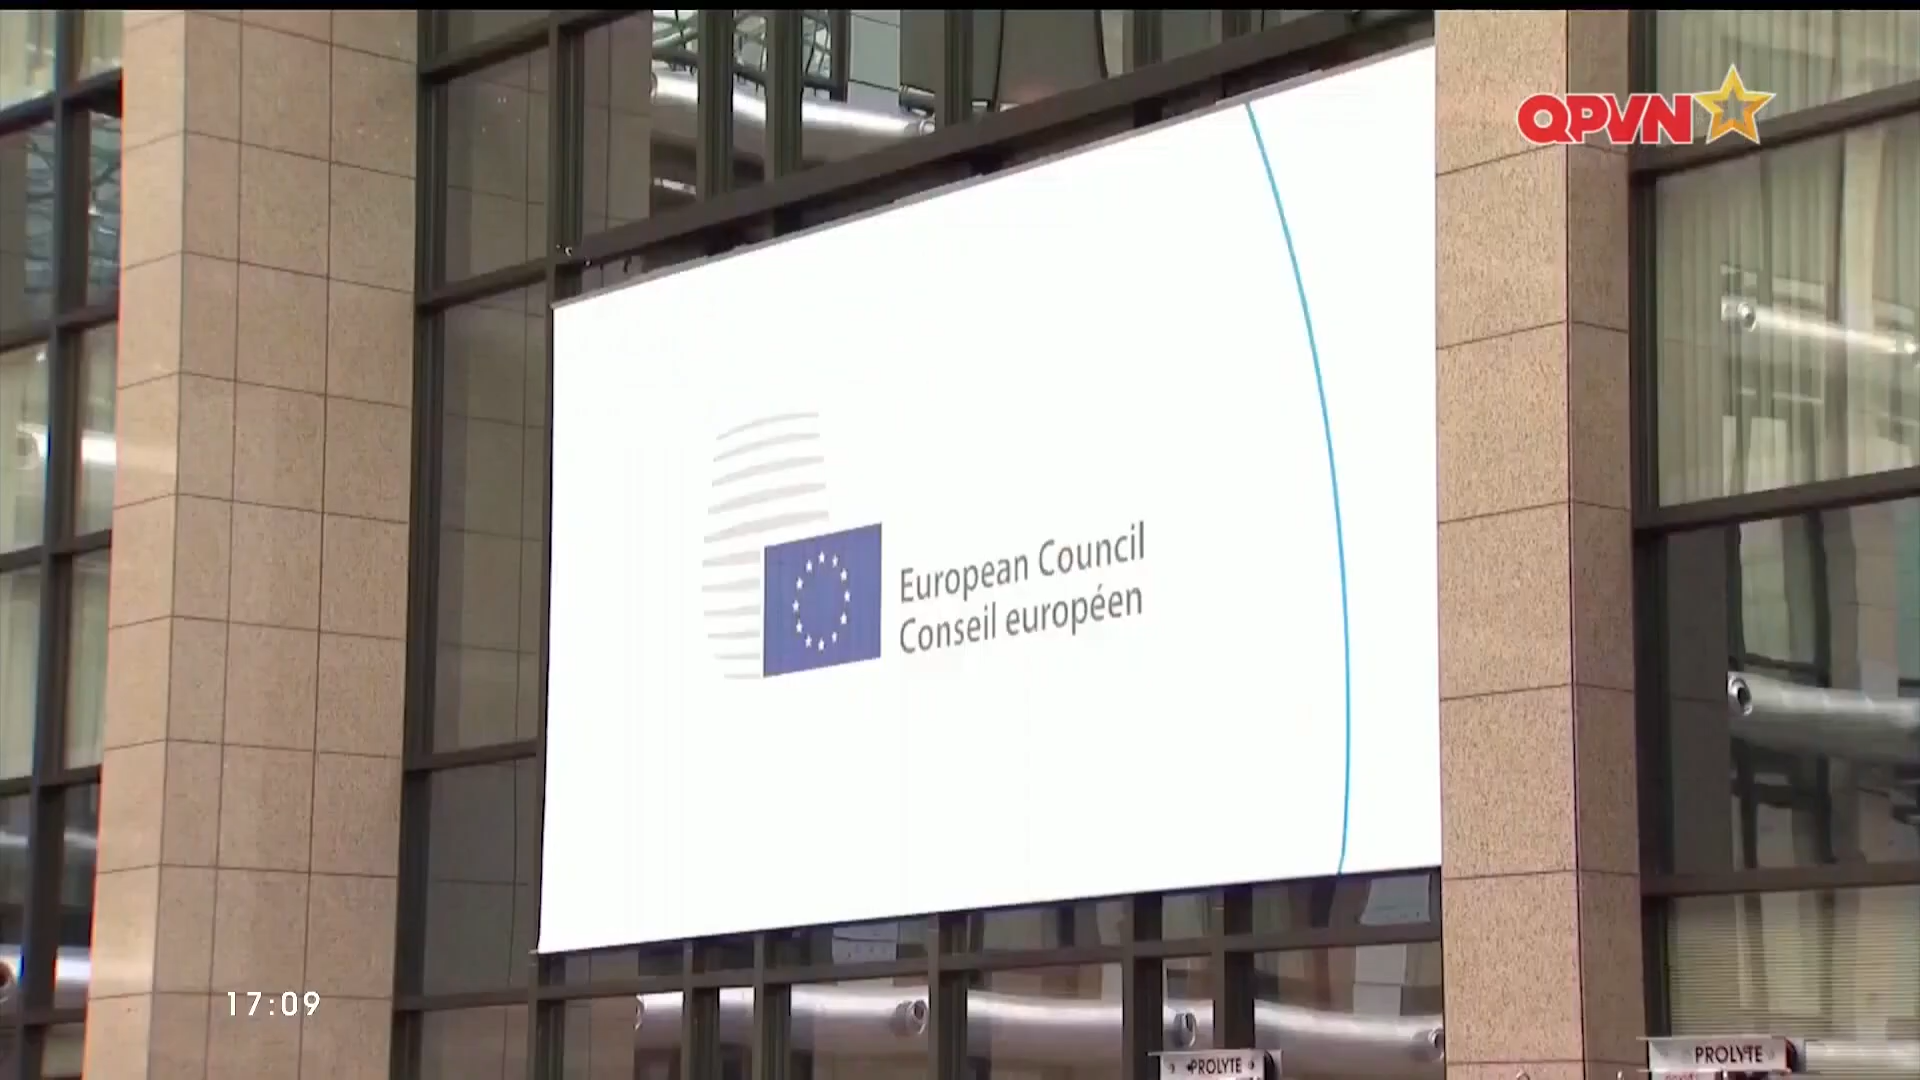 QPVN
European Council
Conseil européen
17:09
PROLYTE
PROLYTE